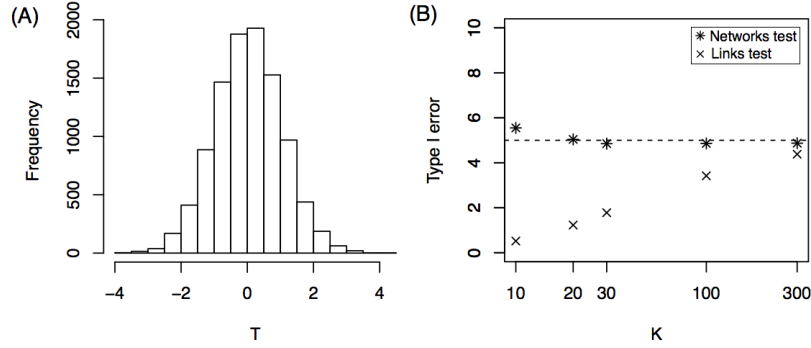 (A)
Frequency
2000
1500
1000
500
0
−4 −2 0 2 4
T
(B)
Type I error
10
8
6
4
2
0
Networks test
Links test
10 20 30 100 300
K